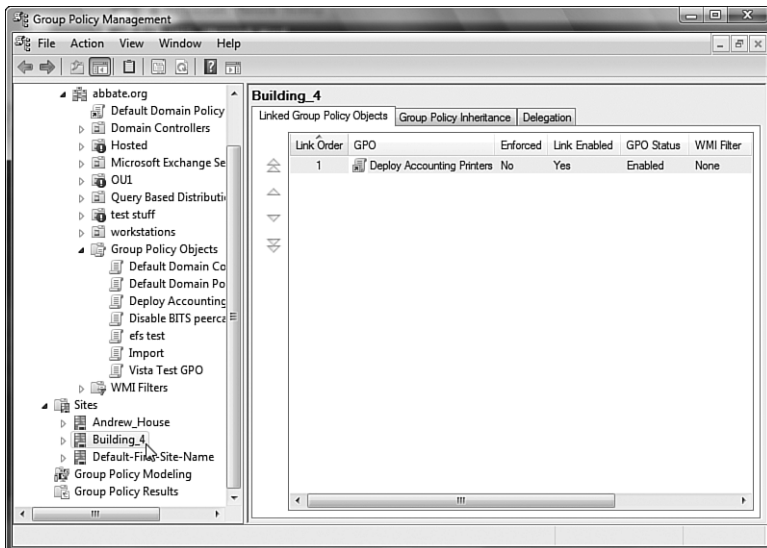 Group Policy Management
File Action View Window Help
abbate.org
Default Domain Policy
Domain Controllers
Hosted
Microsoft Exchange Se
OU1
Query Based Distributi
test stuff
workstations
Group Policy Objects
Default Domain Co
Default Domain Po
Deploy Accounting
Disable BITS peerca
efs test
Import
Vista Test GPO
WMI Filters
Sites
Andrew_House
Building_4
Default-First-Site-Name
Group Policy Modeling
Group Policy Results
Building_4
Linked Group Policy Objects Group Policy Inheritance Delegation
Link Order GPO Enforced Link Enabled GPO Status WMI Filter
1 Deploy Accounting Printers No Yes Enabled None